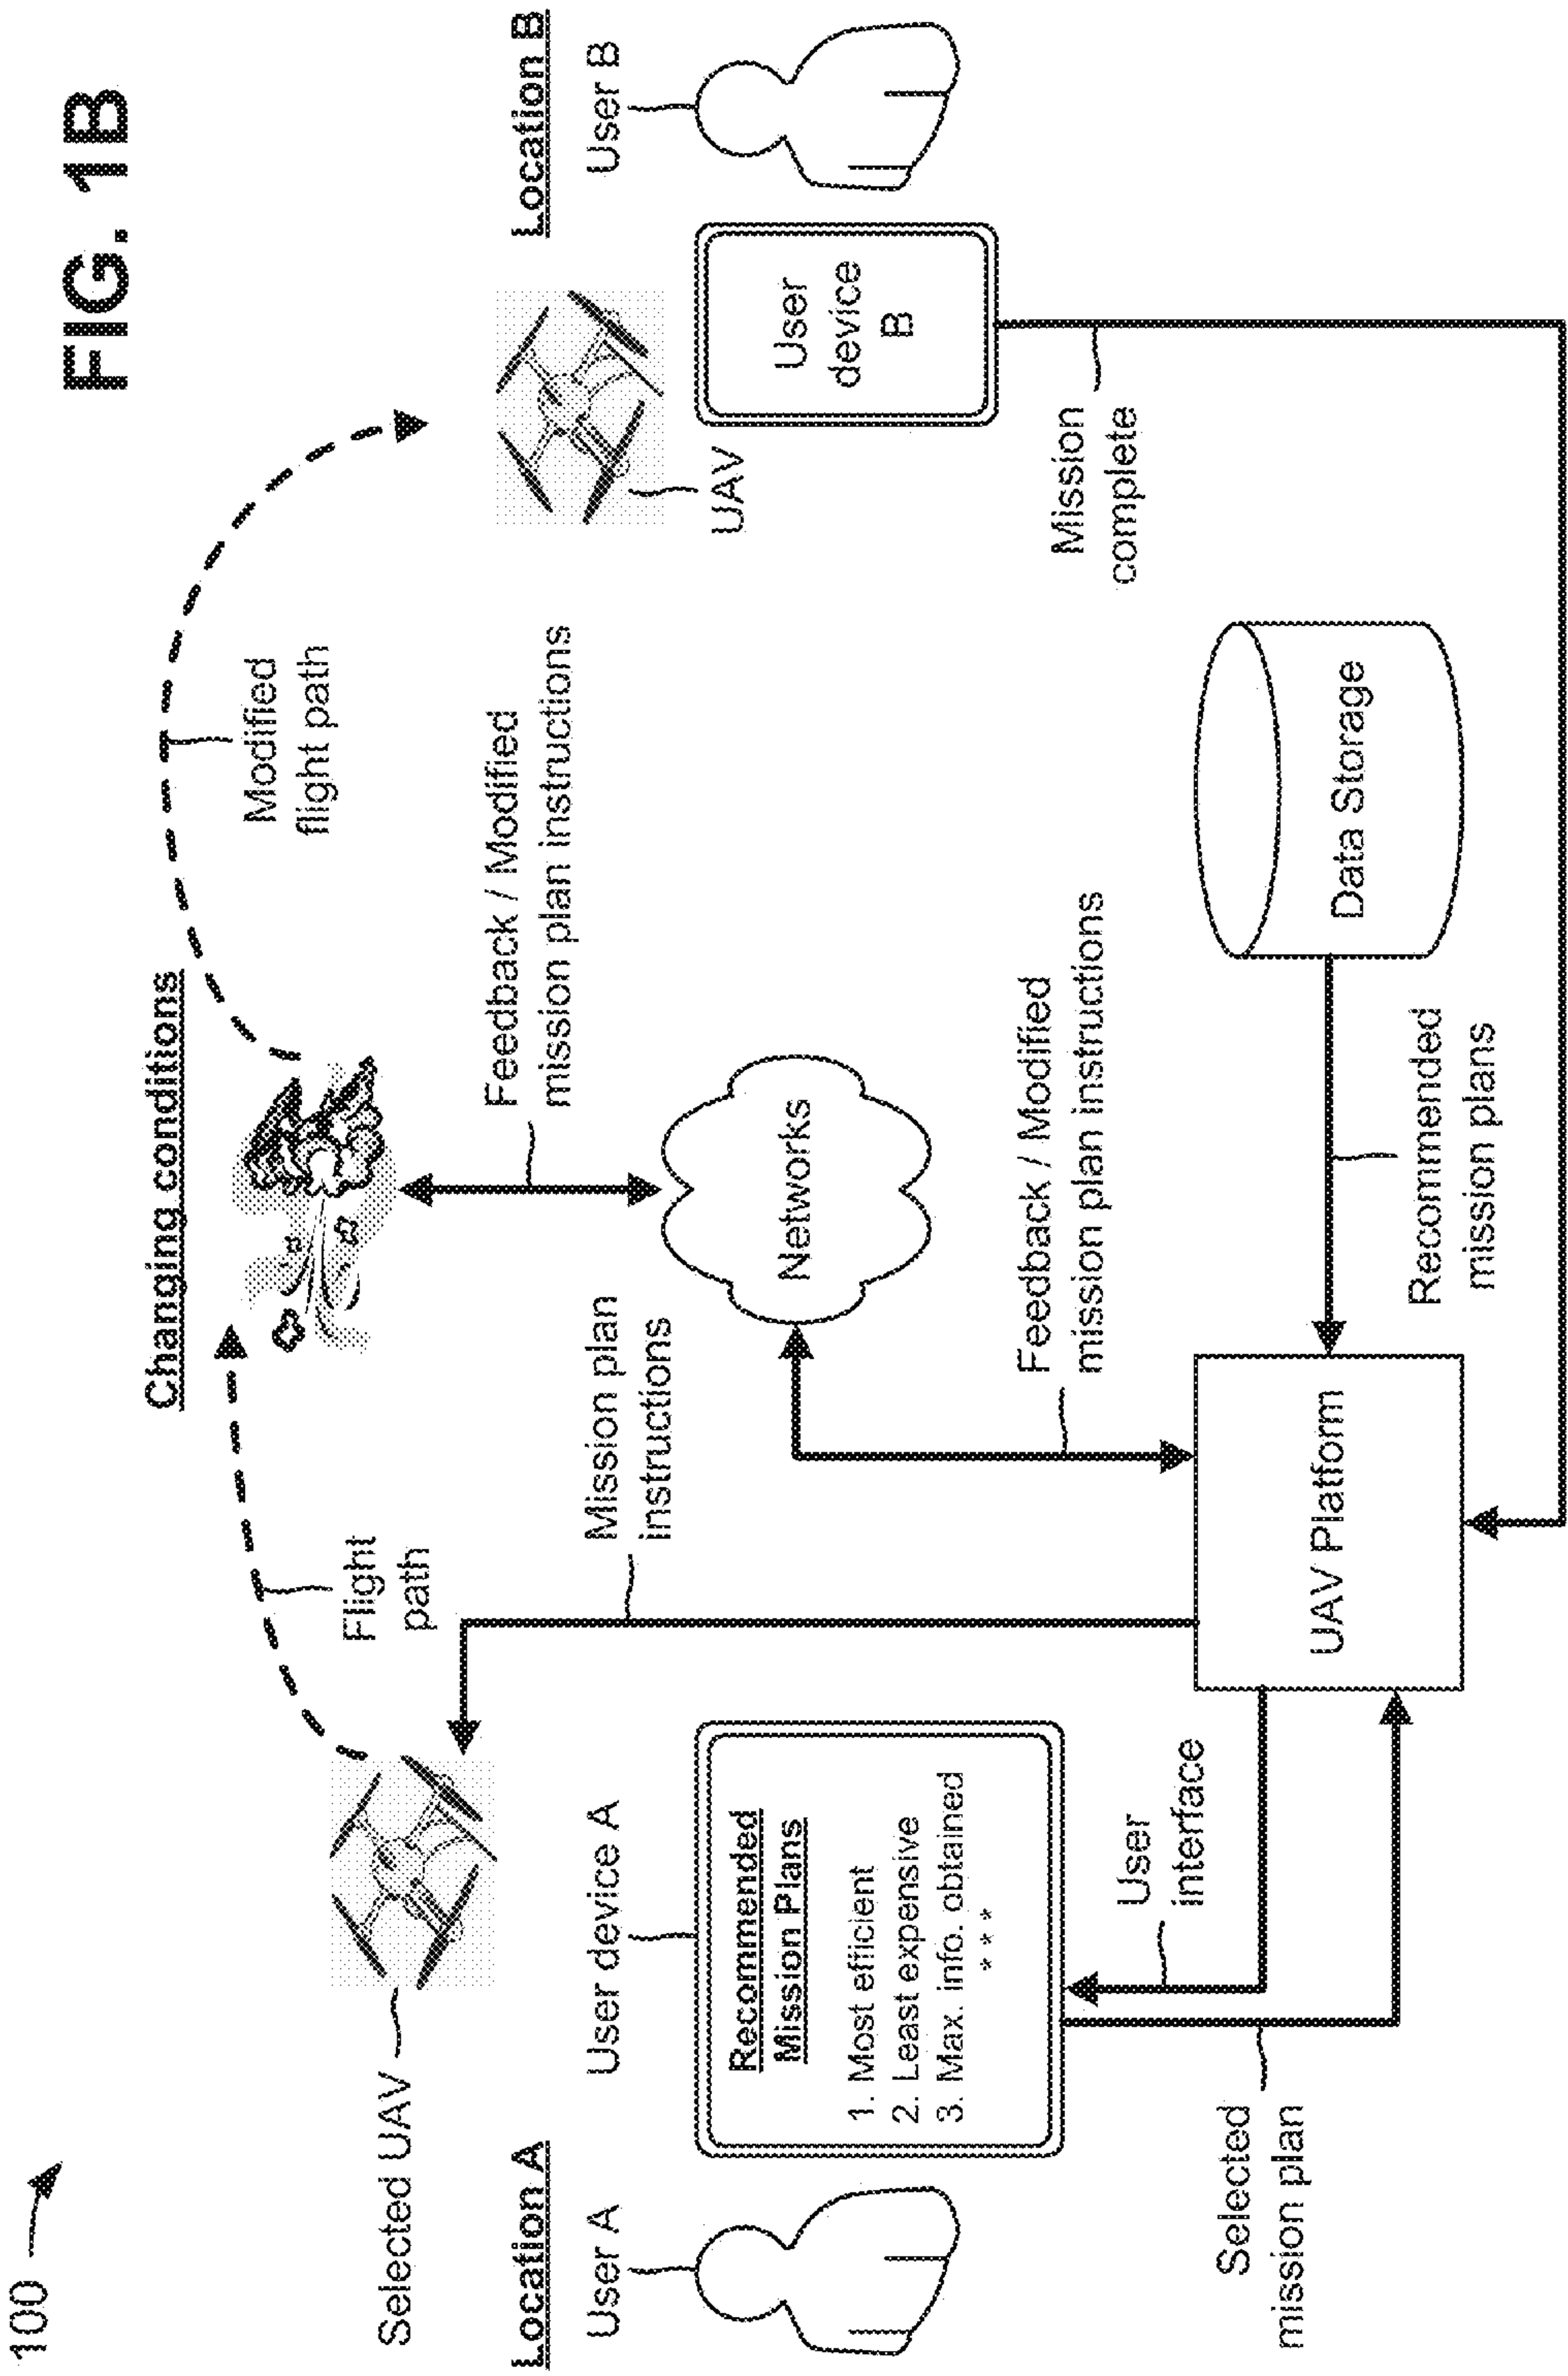 100
FIG. 1B
Changing conditions
Flight
path
Modified
flight path
Selected UAV
Location A
User A
User device A
Recommended
Mission Plans
1. Most efficient
2. Least expensive
3. Max. info. obtained
* * *
Mission plan
instructions
Feedback / Modified
mission plan instructions
Networks
UAV
Location B
User B
User
device
B
Feedback / Modified
mission plan instructions
Mission
complete
User
interface
Selected
mission plan
UAV Platform
Recommended
mission plans
Data Storage